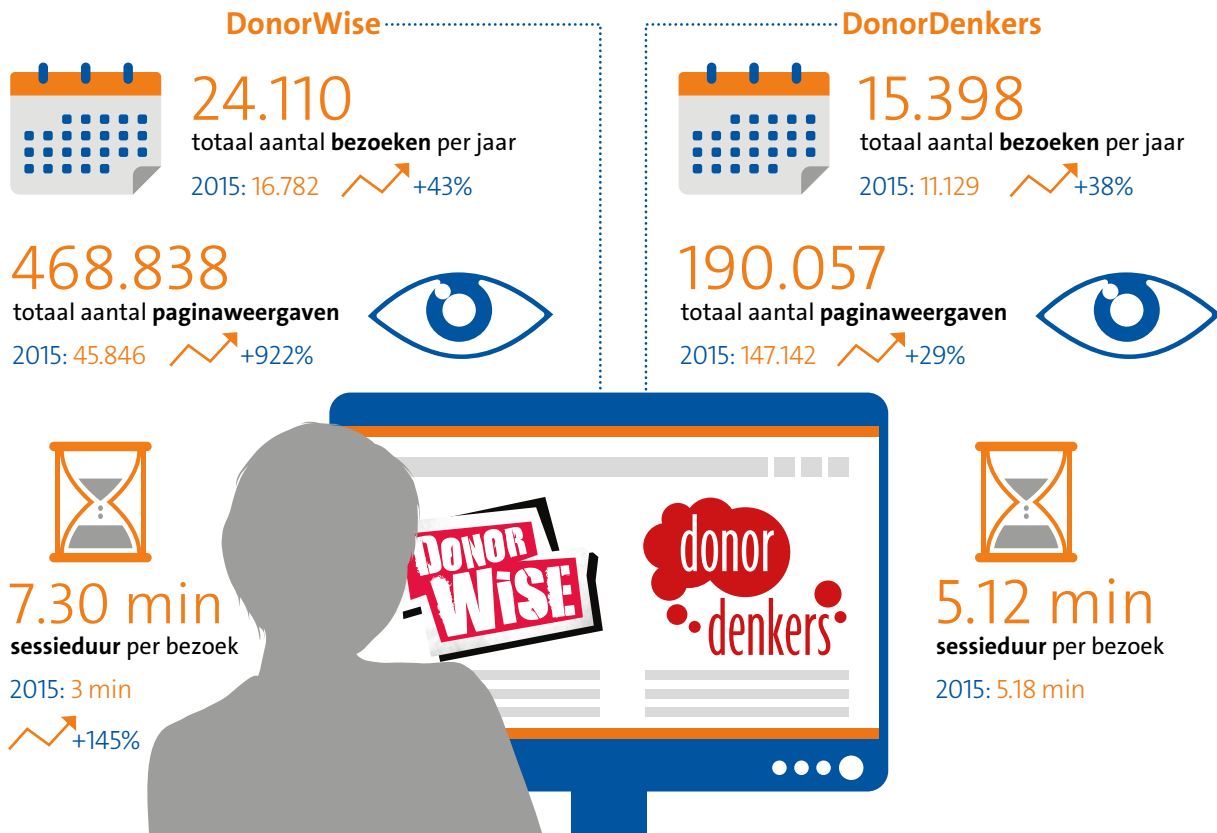 DonorWise
24.110
totaal aantal bezoeken per jaar
2015: 16.782 +43%
468.838
totaal aantal paginaweergaven
2015: 45.846 +922%
7.30 min
sessieduur per bezoek
2015: 3 min
+145%
DonorDenkers
15.398
totaal aantal bezoeken per jaar
2015: 11.129 +38%
190.057
totaal aantal paginaweergaven
2015: 147.142 +29%
5.12 min
sessieduur per bezoek
2015: 5.18 min
DONOR
WiSE
donor
denkers